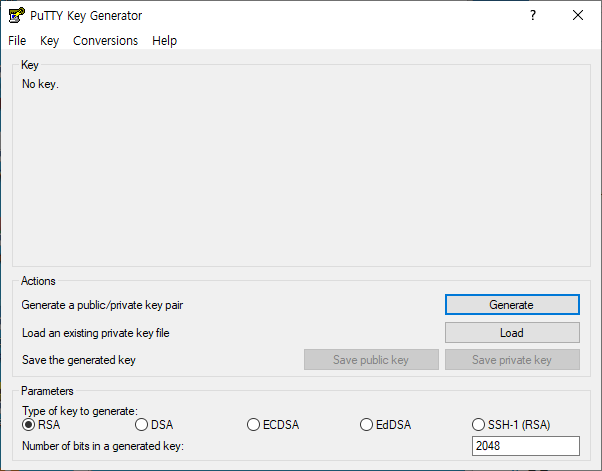 PuTTY Key Generator ?
File Key Conversions Help
Key
No key.
Actions
Generate a public/private key pair Generate
Load an existing private key file Load
Save the generated key Save public key Save private key
Parameters
Type of key to generate:
RSA DSA ECDSA EdDSA SSH-1 (RSA)
Number of bits in a generated key: 2048